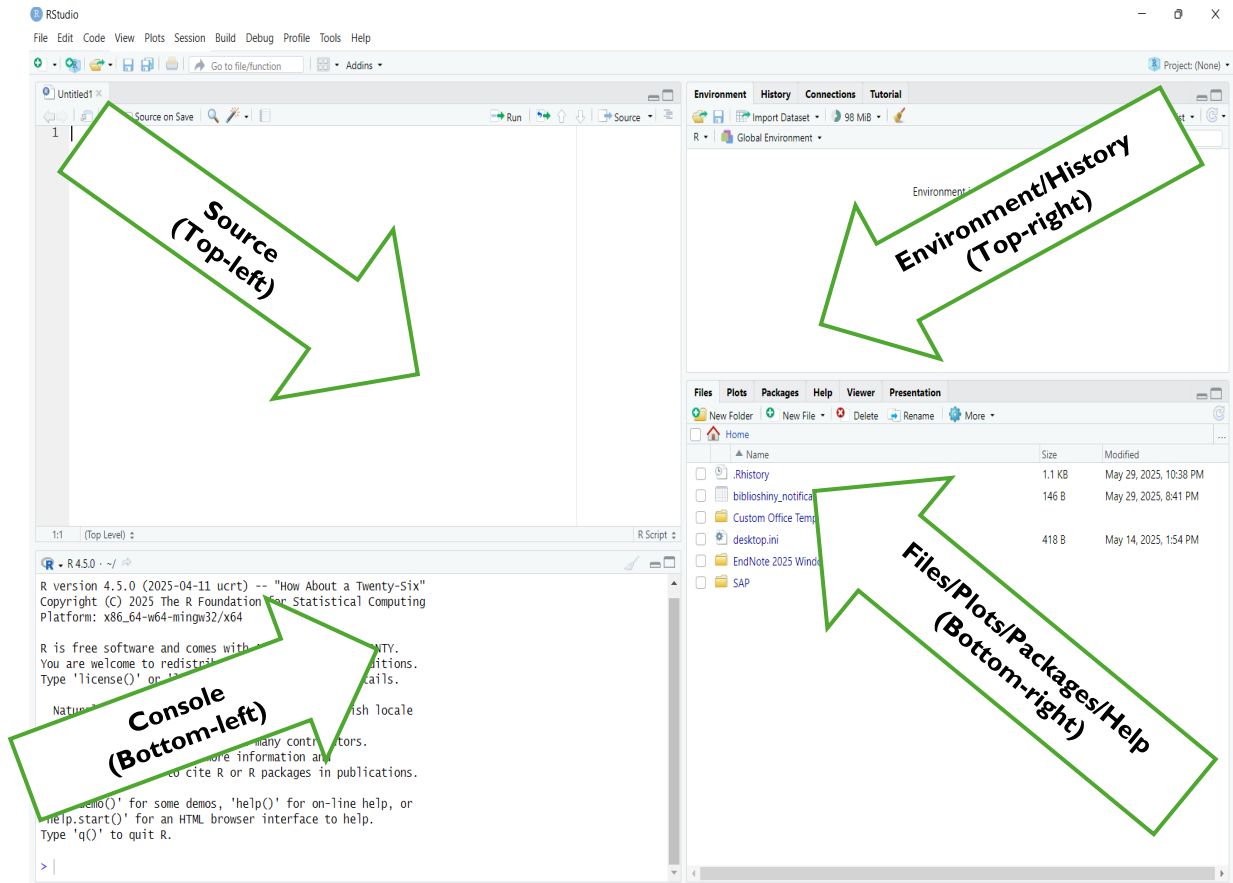 RStudio
File Edit Code View Plots Session Build Debug Profile Tools Help
Go to file/function Addins Project: (None)
Untitled1
Source on Save Run Source
1
Source
(Top-left)
1:1 (Top Level) R Script
R 4.5.0 · ~/
R version 4.5.0 (2025-04-11 ucrt) -- "How About a Twenty-Six"
Copyright (C) 2025 The R Foundation for Statistical Computing
Platform: x86_64-w64-mingw32/x64
R is free software and comes with
You are welcome to
Type 'license()' or
ish locale
many
information
to cite R or R packages in publications.
for some demos, 'help()' for on-line help, or
'help.start()' for an HTML browser interface to help.
Type 'q()' to quit R.
>
Console
(Bottom-left)
Environment History Connections Tutorial
Import Dataset 98 MiB
R Global Environment
Environment
Environment/History
(Top-right)
Files Plots Packages Help Viewer Presentation
New Folder New File Delete Rename More
Home ...
Name Size Modified
.Rhistory 1.1 KB May 29, 2025, 10:38 PM
biblioshiny_notifica 146 B May 29, 2025, 8:41 PM
Custom Office Temp
desktop.ini 418 B May 14, 2025, 1:54 PM
EndNote 2025 Windo
SAP
Files/Plots/Packages/Help
(Bottom-right)